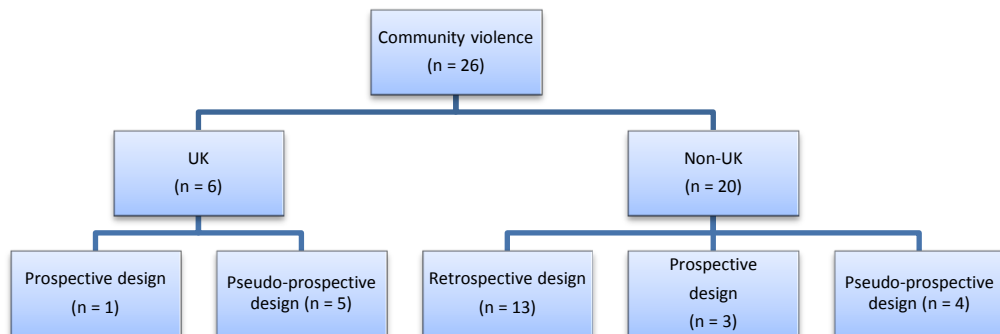 Community violence
(n = 26)
UK
(n = 6)
Non-UK
(n = 20)
Prospective design
(n = 1)
Pseudo-prospective
design (n = 5)
Retrospective design
(n = 13)
Prospective
design
(n = 3)
Pseudo-prospective
design (n = 4)